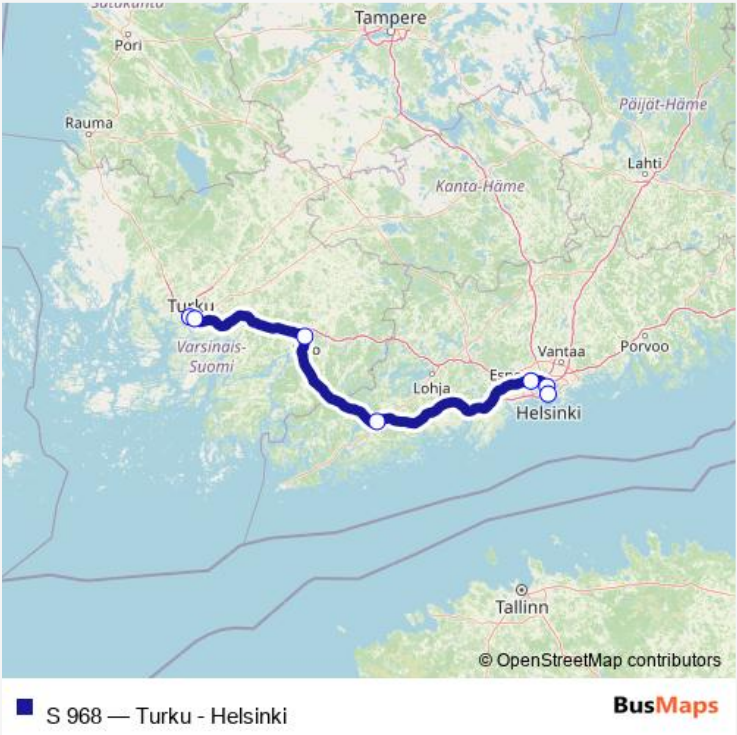 Satakunta
Tampere
Pori
Päijät-Häme
Rauma
Lahti
Kanta-Häme
Turku
Varsinais-
Suomi
Vantaa
Porvoo
Lohja
Helsinki
Tallinn
© OpenStreetMap contributors
S 968 — Turku - Helsinki
BusMaps